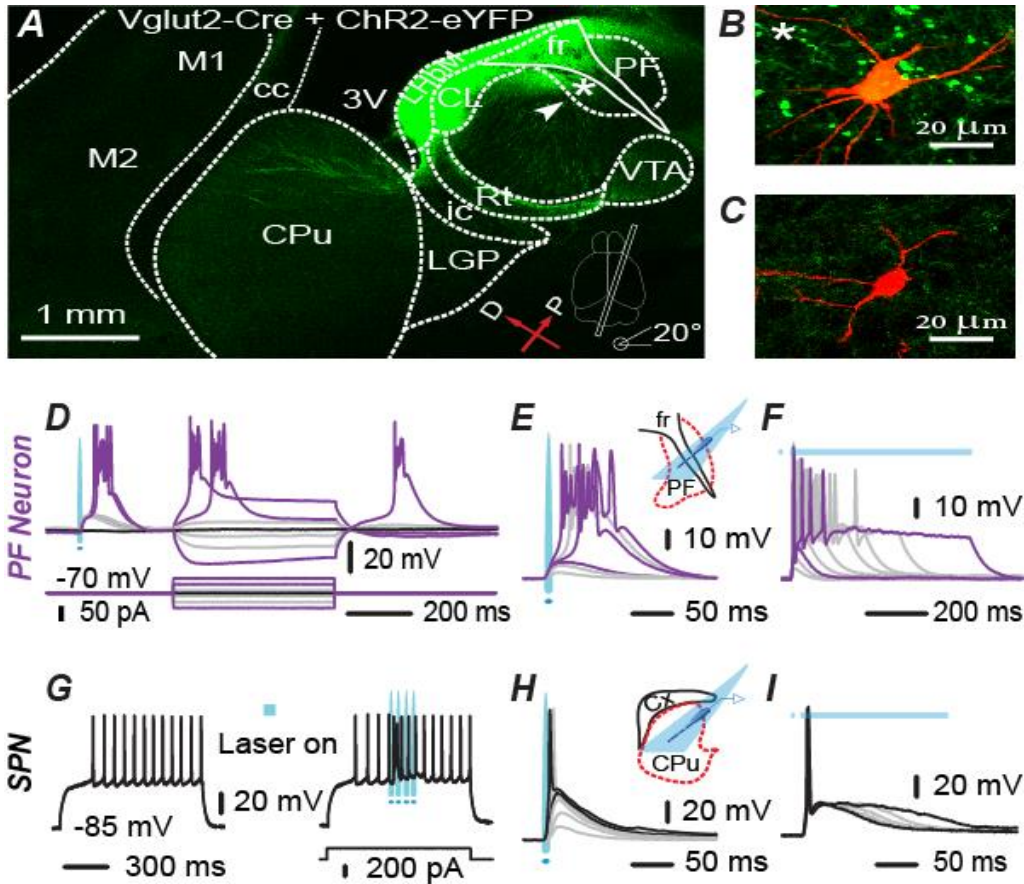 A
Vglut2-Cre + ChR2-eYFP
M1
cc
3V
LHbM
CL
fr
PF
*
M2
CPu
Rt
ic
LGP
VTA
1 mm
D
P
20°
B
*
20 μm
C
20 μm
PF Neuron
D
-70 mV
50 pA
20 mV
200 ms
E
fr
PF
10 mV
50 ms
F
10 mV
200 ms
SPN
G
Laser on
-85 mV
20 mV
300 ms
200 pA
H
CX
CPu
20 mV
50 ms
I
20 mV
50 ms